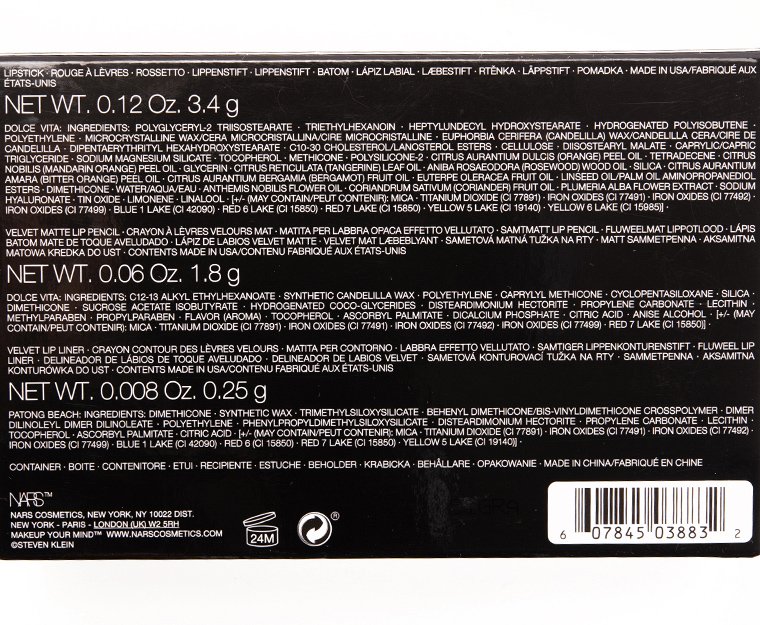 LIPSTICK · ROUGE À LÈVRES · ROSSETTO · LIPPENSTIFT · LIPPENSTIFT · BATOM · LÁPIZ LABIAL · LÆBESTIFT · RTĚNKA · LÄPPSTIFT · POMADKA · MADE IN USA/FABRIQUÉ AUX
ÉTATS-UNIS
NET WT. 0.12 Oz. 3.4 g
DOLCE VITA: INGREDIENTS: POLYGLYCERYL-2 TRIISOSTEARATE · TRIETHYLHEXANOIN · HEPTYLUNDECYL HYDROXYSTEARATE · HYDROGENATED POLYISOBUTENE ·
POLYETHYLENE · MICROCRYSTALLINE WAX/CERA MICROCRISTALLINA/CIRE MICROCRISTALLINE · EUPHORBIA CERIFERA (CANDELILLA) WAX/CANDELILLA CERA/CIRE DE
CANDELILLA · DIPENTAERYTHRITYL HEXAHYDROXYSTEARATE · C10-30 CHOLESTEROL/LANOSTEROL ESTERS · CELLULOSE · DIISOSTEARYL MALATE · CAPRYLIC/CAPRIC
TRIGLYCERIDE · SODIUM MAGNESIUM SILICATE · TOCOPHEROL · METHICONE · POLYSILICONE-2 · CITRUS AURANTIUM DULCIS (ORANGE) PEEL OIL · TETRADECENE · CITRUS
NOBILIS (MANDARIN ORANGE) PEEL OIL · GLYCERIN · CITRUS RETICULATA (TANGERINE) LEAF OIL · ANIBA ROSAEODORA (ROSEWOOD) WOOD OIL · SILICA · CITRUS AURANTIUM
AMARA (BITTER ORANGE) PEEL OIL · CITRUS AURANTIUM BERGAMIA (BERGAMOT) FRUIT OIL · EUTERPE OLERACEA FRUIT OIL · LINSEED OIL/PALM OIL AMINOPROPANEDIOL
ESTERS · DIMETHICONE · WATER/AQUA/EAU · ANTHEMIS NOBILIS FLOWER OIL · CORIANDRUM SATIVUM (CORIANDER) FRUIT OIL · PLUMERIA ALBA FLOWER EXTRACT · SODIUM
HYALURONATE · TIN OXIDE · LIMONENE · LINALOOL · [+/- (MAY CONTAIN/PEUT CONTENIR): MICA · TITANIUM DIOXIDE (CI 77891) · IRON OXIDES (CI 77491) · IRON OXIDES (CI 77492) ·
IRON OXIDES (CI 77499) · BLUE 1 LAKE (CI 42090) · RED 6 LAKE (CI 15850) · RED 7 LAKE (CI 15850) · YELLOW 5 LAKE (CI 19140) · YELLOW 6 LAKE (CI 15985)] ·
VELVET MATTE LIP PENCIL · CRAYON À LÈVRES VELOURS MAT · MATITA PER LABBRA OPACA EFFETTO VELLUTATO · SAMTMATT LIP PENCIL · FLUWEELMAT LIPPOTLOOD · LÁPIS
BATOM MATE DE TOQUE AVELUDADO · LÁPIZ DE LABIOS VELVET MATTE · VELVET MAT LÆBEBLYANT · SAMETOVÁ MATNÁ TUŽKA NA RTY · MATT SAMMETPENNA · AKSAMITNA
MATOWA KREDKA DO UST · CONTENTS MADE IN USA/CONTENU FABRIQUÉ AUX ÉTATS-UNIS
NET WT. 0.06 Oz. 1.8 g
DOLCE VITA: INGREDIENTS: C12-13 ALKYL ETHYLHEXANOATE · SYNTHETIC CANDELILLA WAX · POLYETHYLENE · CAPRYLYL METHICONE · CYCLOPENTASILOXANE · SILICA ·
DIMETHICONE · SUCROSE ACETATE ISOBUTYRATE · HYDROGENATED COCO-GLYCERIDES · DISTEARDIMONIUM HECTORITE · PROPYLENE CARBONATE · LECITHIN ·
METHYLPARABEN · PROPYLPARABEN · FLAVOR (AROMA) · TOCOPHEROL · ASCORBYL PALMITATE · DICALCIUM PHOSPHATE · CITRIC ACID · ANISE ALCOHOL · [+/- (MAY
CONTAIN/PEUT CONTENIR): MICA · TITANIUM DIOXIDE (CI 77891) · IRON OXIDES (CI 77491) · IRON OXIDES (CI 77492) · IRON OXIDES (CI 77499) · RED 7 LAKE (CI 15850)] ·
VELVET LIP LINER · CRAYON CONTOUR DES LÈVRES VELOURS · MATITA PER CONTORNO · LABBRA EFFETTO VELLUTATO · SAMTIGER LIPPENKONTURENSTIFT · FLUWEEL LIP
LINER · DELINEADOR DE LÁBIOS DE TOQUE AVELUDADO · DELINEADOR DE LABIOS VELVET · SAMETOVÁ KONTUROVACÍ TUŽKA NA RTY · SAMMETPENNA · AKSAMITNA
KONTURÓWKA DO UST · CONTENTS MADE IN USA/CONTENU FABRIQUÉ AUX ÉTATS-UNIS
NET WT. 0.008 Oz. 0.25 g
PATONG BEACH: INGREDIENTS: DIMETHICONE · SYNTHETIC WAX · TRIMETHYLSILOXYSILICATE · BEHENYL DIMETHICONE/BIS-VINYLDIMETHICONE CROSSPOLYMER · DIMER
DILINOLEYL DIMER DILINOLEATE · POLYETHYLENE · PHENYLPROPYLDIMETHYLSILOXYSILICATE · DISTEARDIMONIUM HECTORITE · PROPYLENE CARBONATE · LECITHIN ·
TOCOPHEROL · ASCORBYL PALMITATE · CITRIC ACID · [+/- (MAY CONTAIN/PEUT CONTENIR): MICA · TITANIUM DIOXIDE (CI 77891) · IRON OXIDES (CI 77491) · IRON OXIDES (CI 77492) ·
IRON OXIDES (CI 77499) · BLUE 1 LAKE (CI 42090) · RED 6 (CI 15850) · RED 7 LAKE (CI 15850) · YELLOW 5 LAKE (CI 19140)] ·
CONTAINER · BOITE · CONTENITORE · ETUI · RECIPIENTE · ESTUCHE · BEHOLDER · KRABICKA · BEHÅLLARE · OPAKOWANIE · MADE IN CHINA/FABRIQUÉ EN CHINE
NARS™
NARS COSMETICS, NEW YORK, NY 10022 DIST.
NEW YORK - PARIS - LONDON (UK) W2 5RH
MAKEUP YOUR MIND™ WWW.NARSCOSMETICS.COM
©STEVEN KLEIN
24M
®
6 07845 03883 2